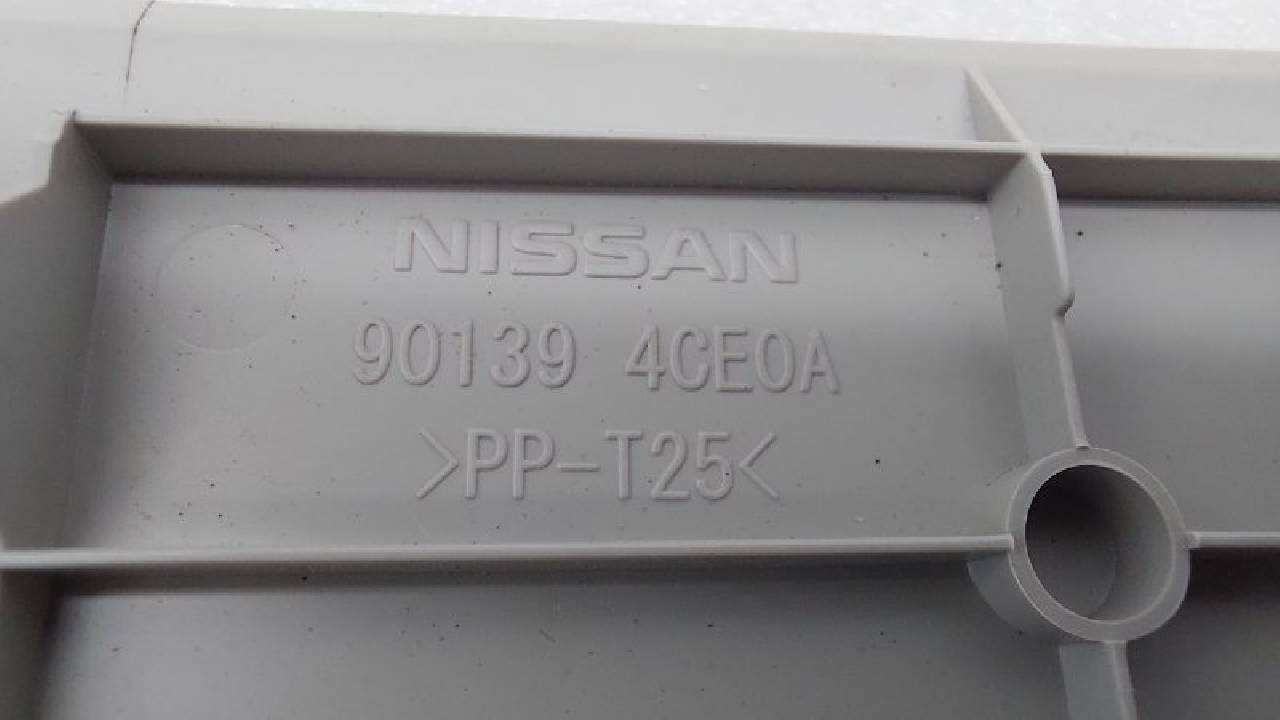 NISSAN
90139 4CE0A
>PP-T25<